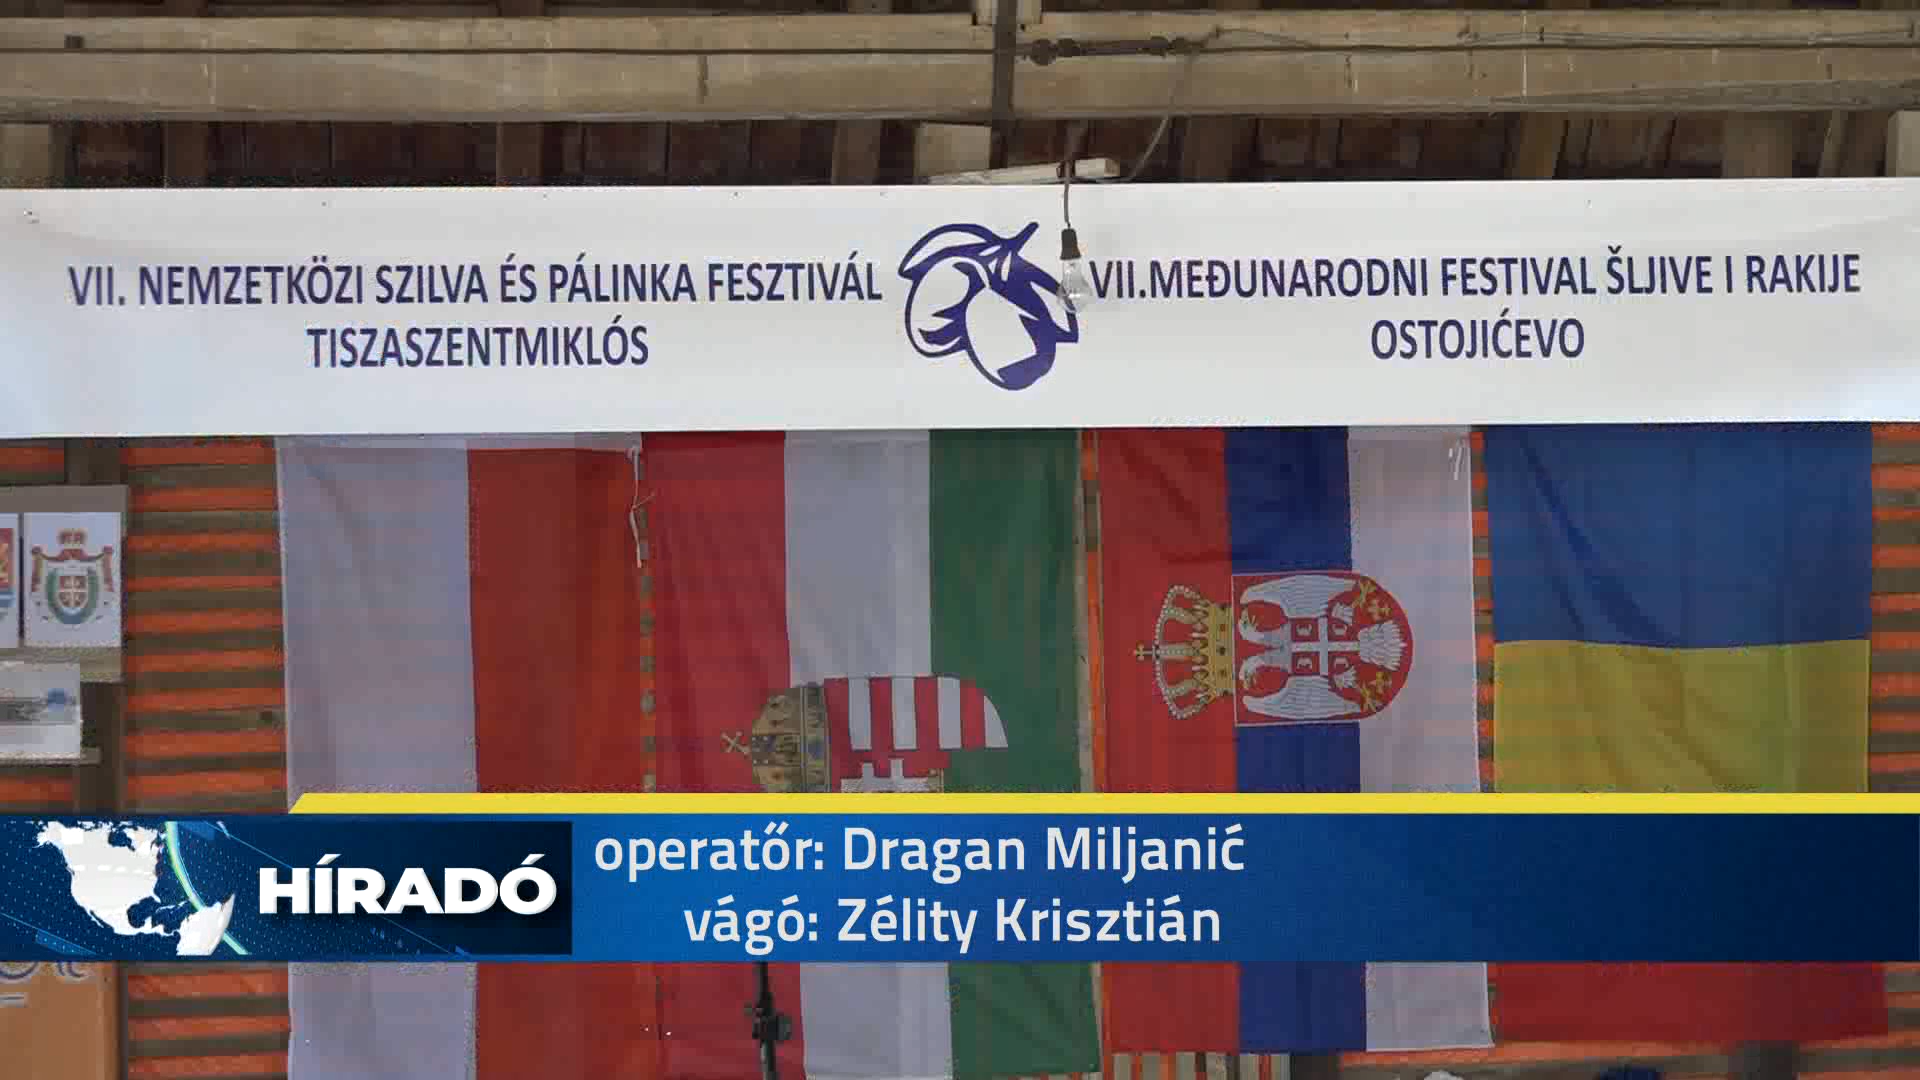 VII. NEMZETKÖZI SZILVA ÉS PÁLINKA FESZTIVÁL
TISZASZENTMIKLÓS
VII.MEĐUNARODNI FESTIVAL ŠLJIVE I RAKIJE
OSTOJIĆEVO
HÍRADÓ
operatőr: Dragan Miljanić
vágó: Zélity Krisztián